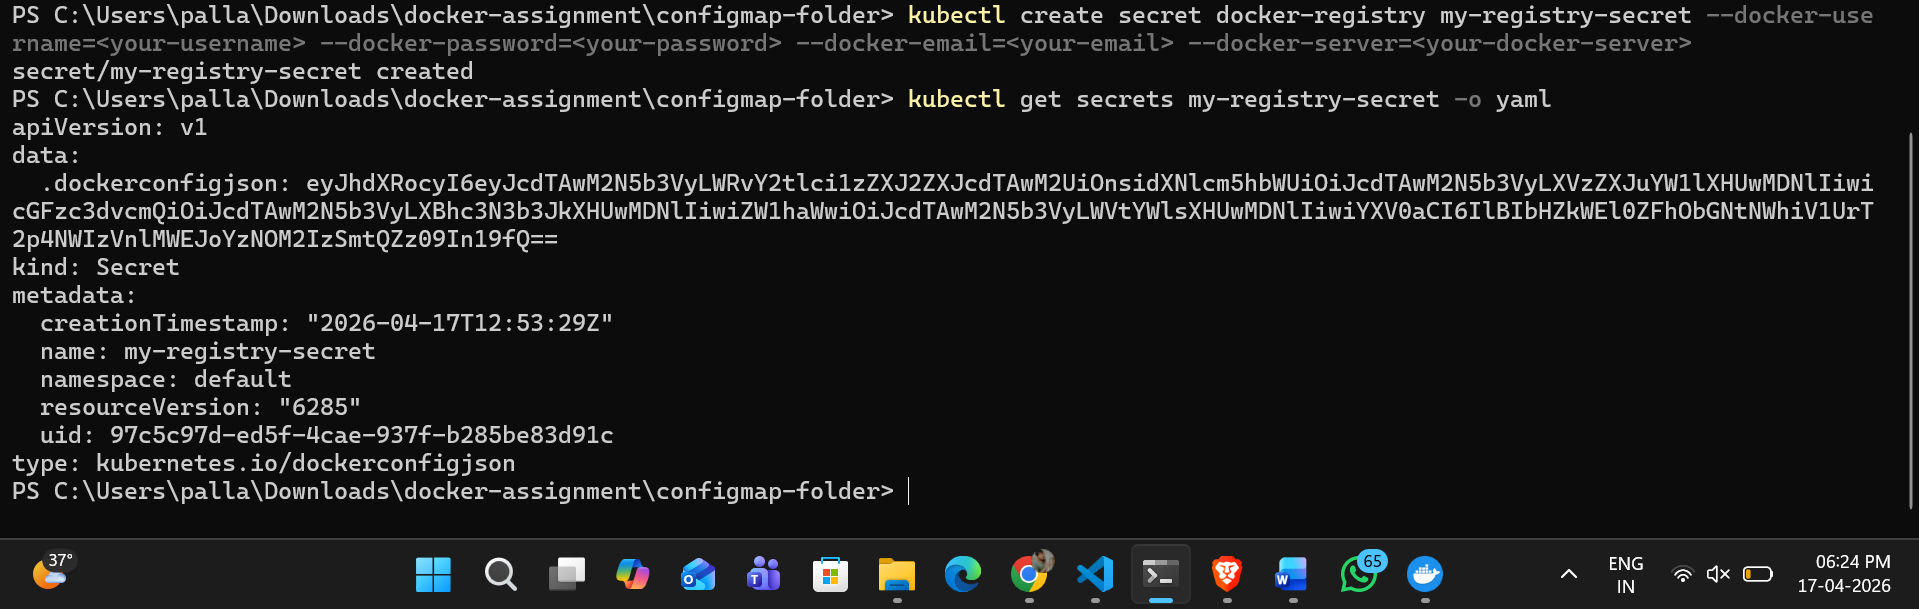 PS C:\Users\palla\Downloads\docker-assignment\configmap-folder> kubectl create secret docker-registry my-registry-secret --docker-use
rname=<your-username> --docker-password=<your-password> --docker-email=<your-email> --docker-server=<your-docker-server>
secret/my-registry-secret created
PS C:\Users\palla\Downloads\docker-assignment\configmap-folder> kubectl get secrets my-registry-secret -o yaml
apiVersion: v1
data:
  .dockerconfigjson: eyJhdXRocyI6eyJcdTAwM2N5b3VyLWRvY2tlci1zZXJ2ZXJcdTAwM2UiOnsidXNlcm5hbWUiOiJcdTAwM2N5b3VyLXVzZXJuYW1lXHUwMDNlIiwi
cGFzc3dvcmQiOiJcdTAwM2N5b3VyLXBhc3N3b3JkXHUwMDNlIiwiZW1haWwiOiJcdTAwM2N5b3VyLWVtYWlsXHUwMDNlIiwiYXV0aCI6IlBIbHZkWEl0ZFhObGNtNWhiV1UrT
2p4NWIzVnlMWEJoYzNOM2IzSmtQZz09In19fQ==
kind: Secret
metadata:
  creationTimestamp: "2026-04-17T12:53:29Z"
  name: my-registry-secret
  namespace: default
  resourceVersion: "6285"
  uid: 97c5c97d-ed5f-4cae-937f-b285be83d91c
type: kubernetes.io/dockerconfigjson
PS C:\Users\palla\Downloads\docker-assignment\configmap-folder>
37°
65
ENG
IN
06:24 PM
17-04-2026